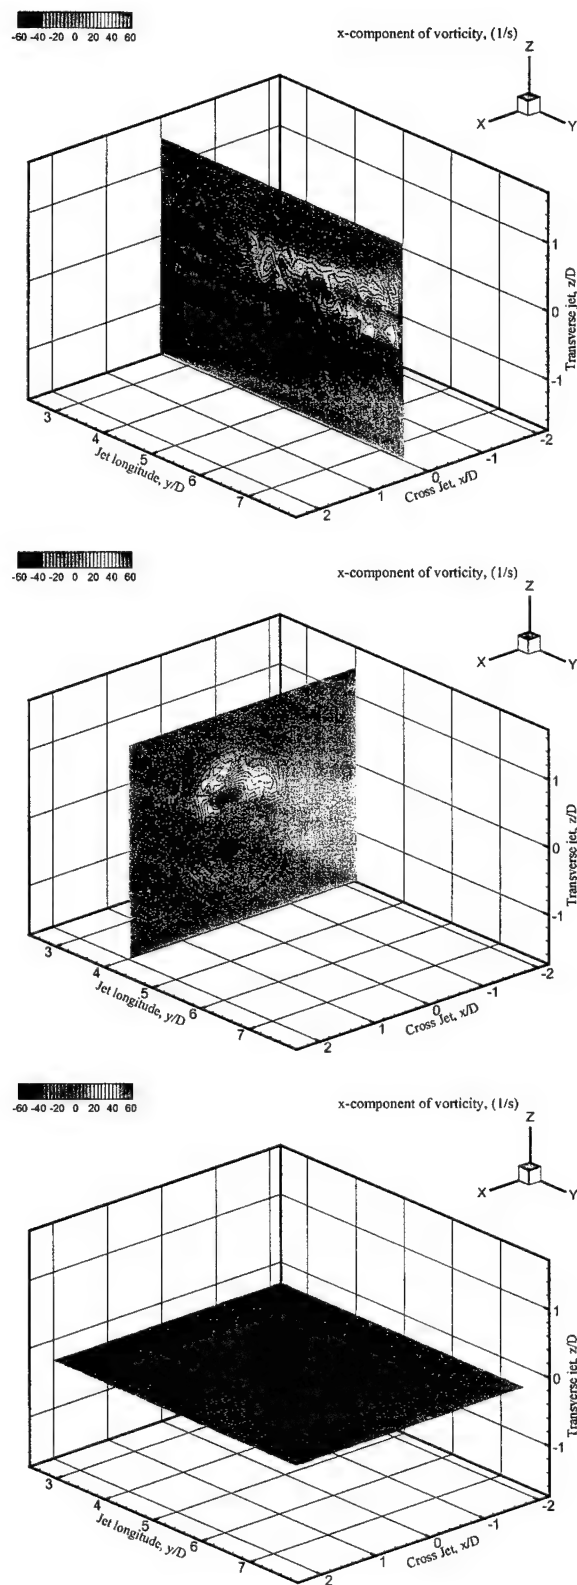 -60 -40 -20 0 20 40 60
x-component of vorticity, (1/s)
Z
X
Y
1
0
-1
Transverse jet, z/D
3
4
5
6
7
Jet longitude, y/D
2
1
0
-1
-2
Cross Jet, x/D
-60 -40 -20 0 20 40 60
x-component of vorticity, (1/s)
Z
X
Y
1
0
-1
Transverse jet, z/D
3
4
5
6
7
Jet longitude, y/D
2
1
0
-1
-2
Cross Jet, x/D
-60 -40 -20 0 20 40 60
x-component of vorticity, (1/s)
Z
X
Y
1
0
-1
Transverse jet, z/D
3
4
5
6
7
Jet longitude, y/D
2
1
0
-1
-2
Cross Jet, x/D